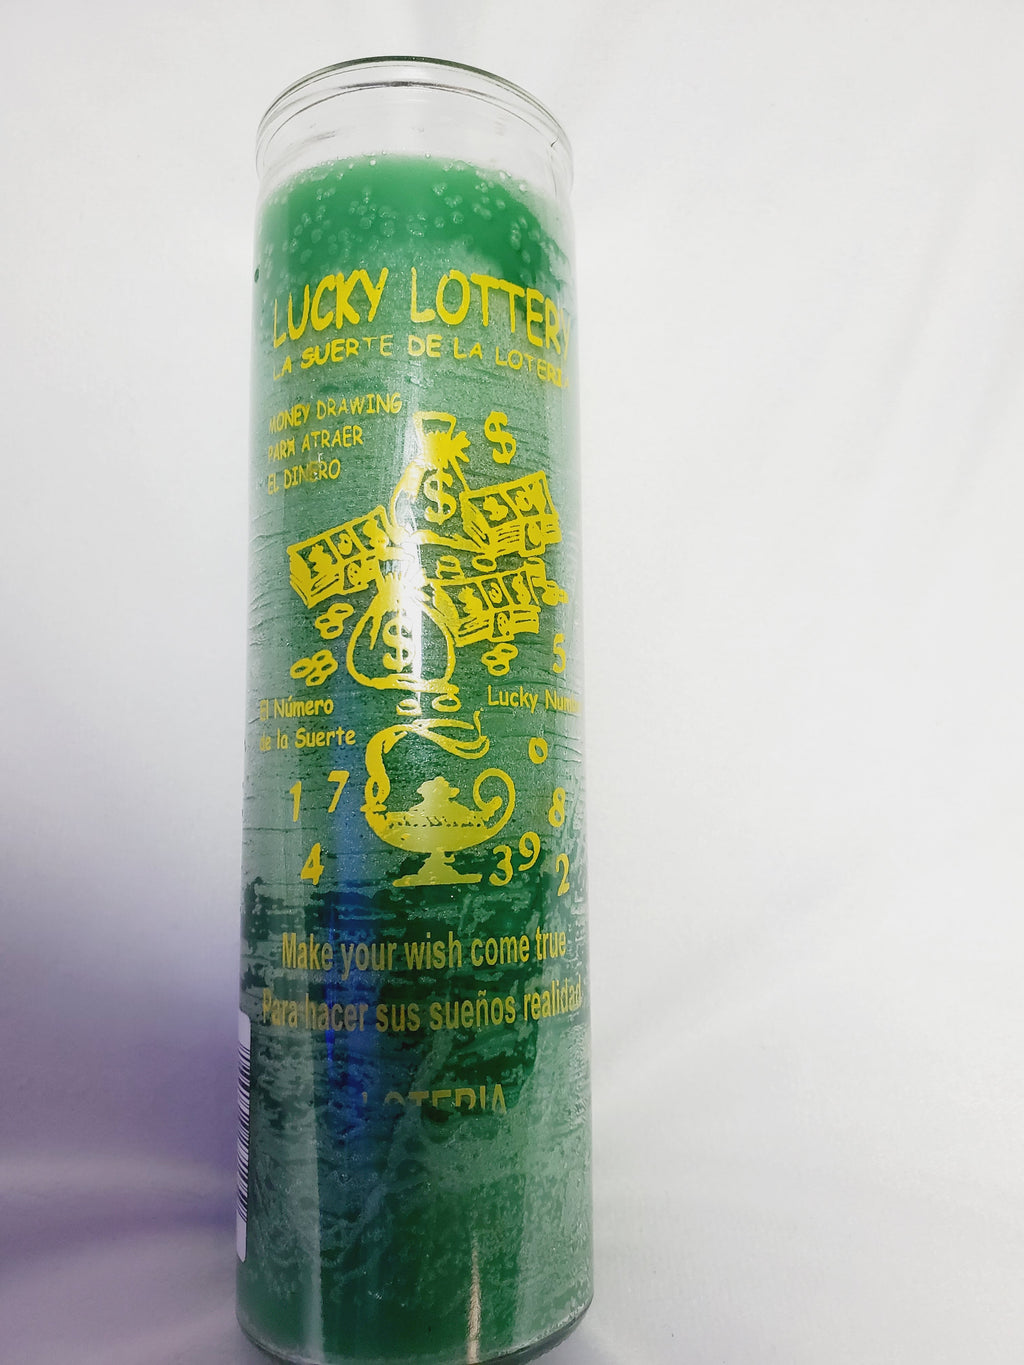 LUCKY LOTTERY
LA SUERTE DE LA LOTERIA
MONEY DRAWING
PARA ATRAER
EL DINERO
$
$
$
5
El Número
de la Suerte
Lucky
0
1 7
8
4
3 9
2
Make your wish come true
Para hacer sus sueños realidad
LOTERIA